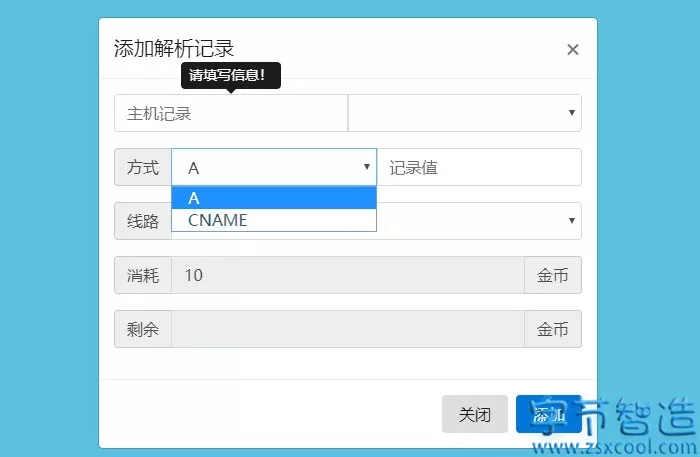 添加解析记录
×
请填写信息！
主机记录
方式 A 记录值
A
CNAME
线路
消耗 10 金币
剩余 金币
关闭 添加
字节智造
www.zsxcool.com